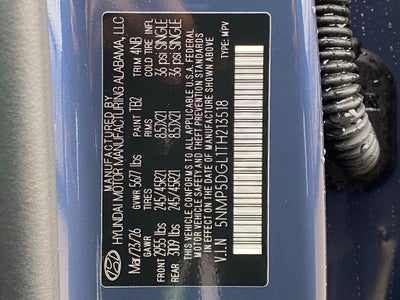 MANUFACTURED BY
HYUNDAI MOTOR MANUFACTURING ALABAMA, LLC
Mar/23/26 PAINT TB2 TRIM 4NB
GVWR 5677 lbs
GAWR TIRES RIMS
FRONT 2955 lbs 245/45R21 8.5JX21 36 psi SINGLE
REAR 3109 lbs 245/45R21 8.5JX21 36 psi SINGLE
THIS VEHICLE CONFORMS TO ALL APPLICABLE U.S.A. FEDERAL
MOTOR VEHICLE SAFETY, BUMPER, AND THEFT PREVENTION
STANDARDS IN EFFECT ON THE DATE OF MANUFACTURE SHOWN ABOVE.
V.I.N 5NMP5DGL1TH213518 TYPE: MPV